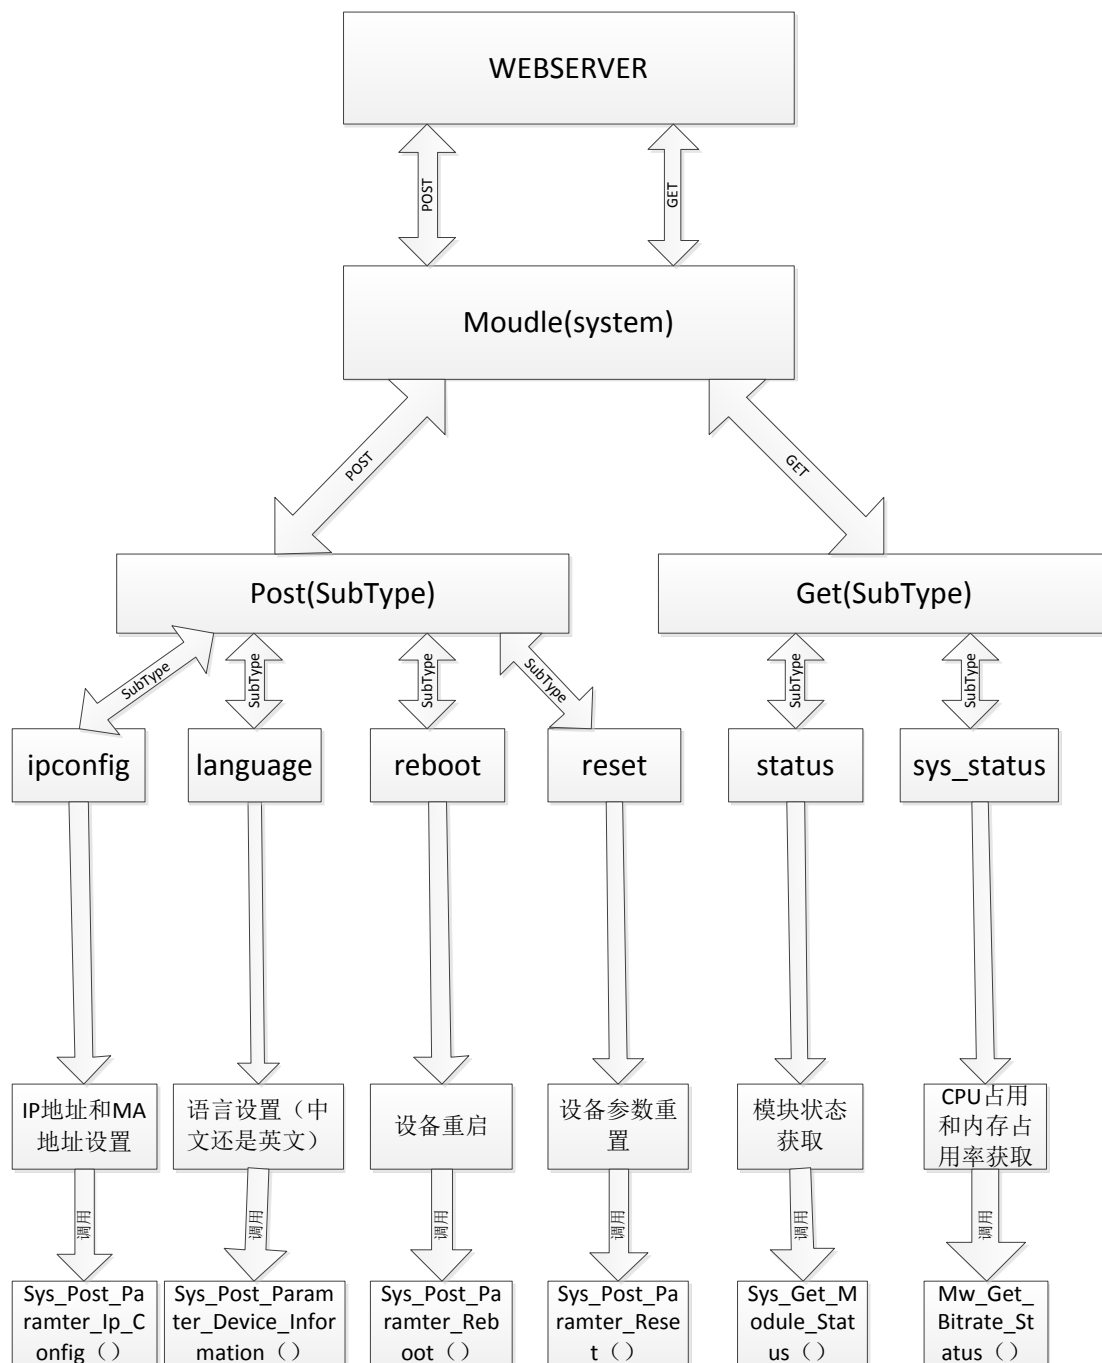 WEBSERVER
POST
GET
Moudle(system)
POST
GET
Post(SubType)
Get(SubType)
SubType
SubType
SubType
SubType
SubType
SubType
ipconfig
language
reboot
reset
status
sys_status
IP地址和MA
地址设置
语言设置（中
文还是英文）
设备重启
设备参数重
置
模块状态
获取
CPU占用
和内存占
用率获取
调用
调用
调用
调用
调用
调用
Sys_Post_Pa
ramter_Ip_C
onfig（）
Sys_Post_Param
ter_Device_Infor
mation（）
Sys_Post_Pa
ramter_Reb
oot（）
Sys_Post_Pa
ramter_Rese
t（）
Sys_Get_M
odule_Stat
us（）
Mw_Get_
Bitrate_St
atus（）